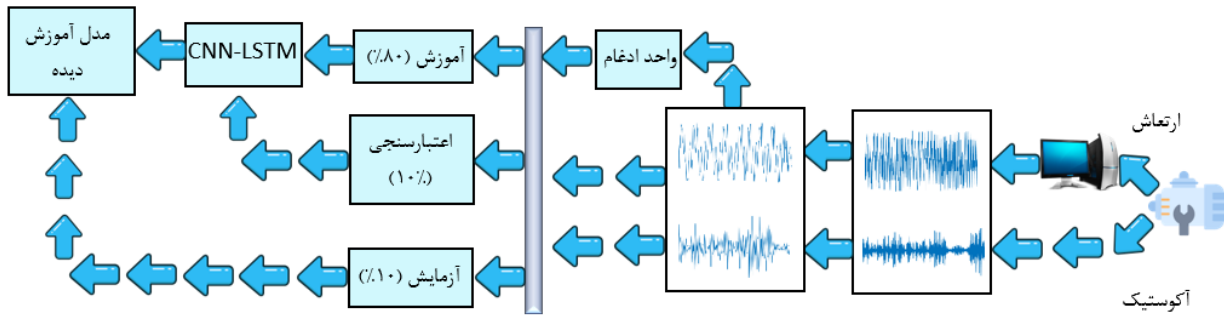 ارتعاش
آکوستیک
واحد ادغام
آموزش (۸۰٪)
اعتبارسنجی
(۱۰٪)
آزمایش (۱۰٪)
CNN-LSTM
مدل آموزش
دیده